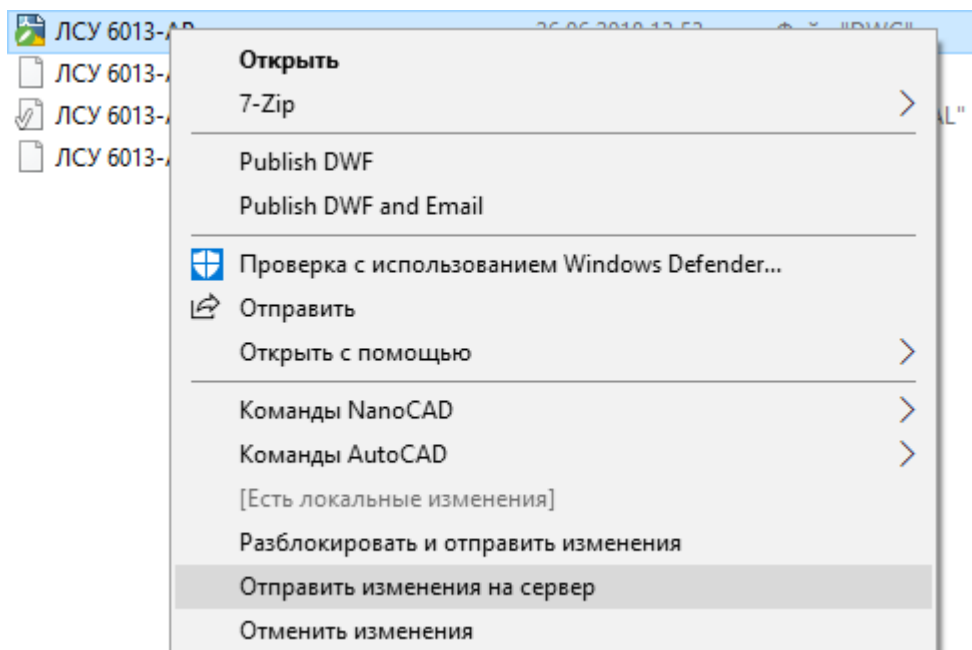 ЛСУ 6013-АР
ЛСУ 6013-
ЛСУ 6013-
ЛСУ 6013-
Открыть
7-Zip
Publish DWF
Publish DWF and Email
Проверка с использованием Windows Defender...
Отправить
Открыть с помощью
Команды NanoCAD
Команды AutoCAD
[Есть локальные изменения]
Разблокировать и отправить изменения
Отправить изменения на сервер
Отменить изменения